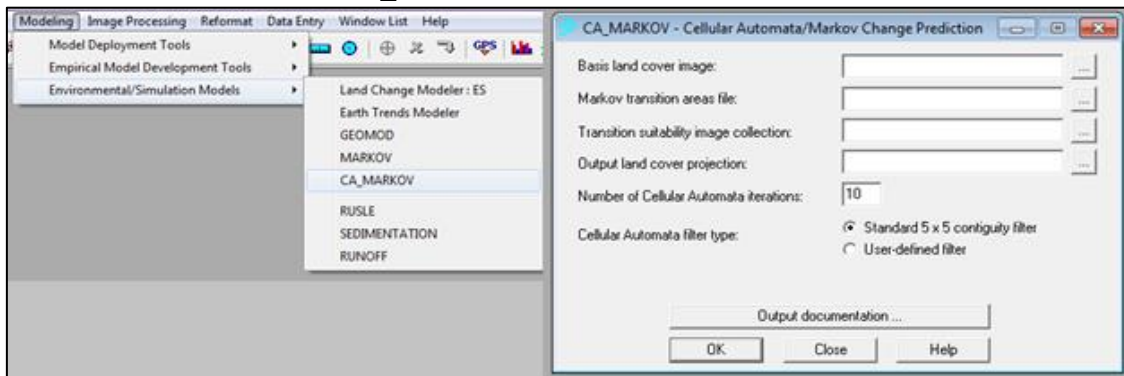 Modeling Image Processing Reformat Data Entry Window List Help
Model Deployment Tools
Empirical Model Development Tools
Environmental/Simulation Models
GPS
Land Change Modeler : ES
Earth Trends Modeler
GEOMOD
MARKOV
CA_MARKOV
RUSLE
SEDIMENTATION
RUNOFF
CA_MARKOV - Cellular Automata/Markov Change Prediction
Basis land cover image:
...
Markov transition areas file:
...
Transition suitability image collection:
...
Output land cover projection:
...
Number of Cellular Automata iterations: 10
Cellular Automata filter type: Standard 5 x 5 contiguity filter
User-defined filter
Output documentation ...
OK Close Help